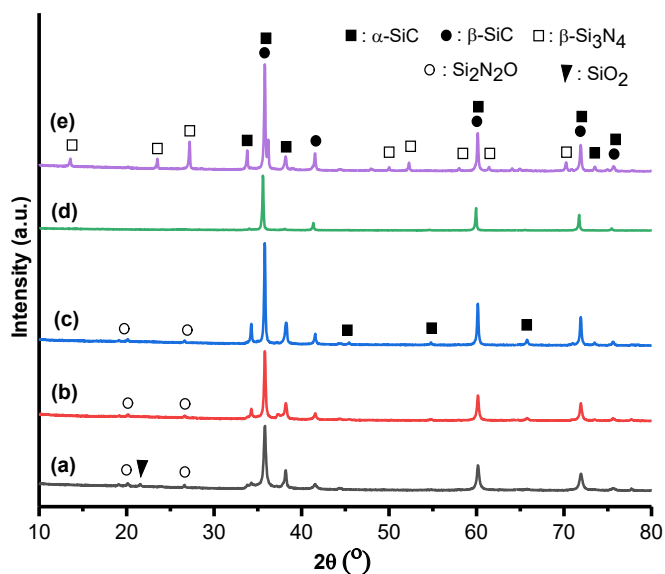 ■ : α-SiC ● : β-SiC □ : β-Si₃N₄
○ : Si₂N₂O ▼ : SiO₂
(e)
(d)
(c)
(b)
(a)
Intensity (a.u.)
10 20 30 40 50 60 70 80
2θ (°)